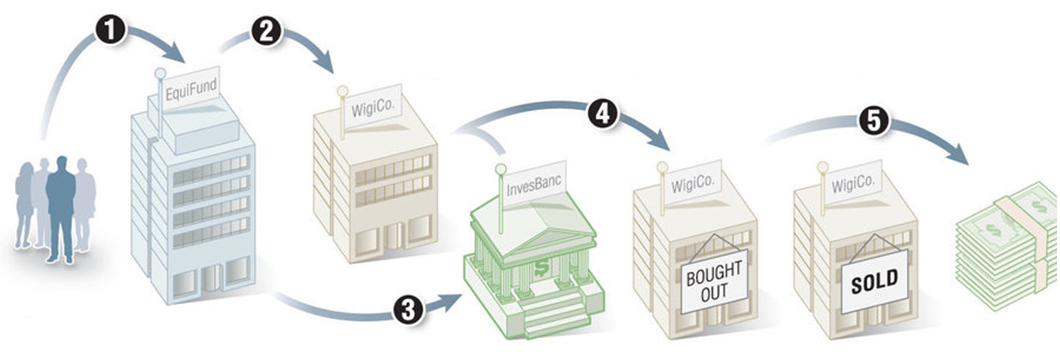 1
2
EquiFund
WigiCo.
3
InvesBanc
$
4
WigiCo.
BOUGHT
OUT
5
WigiCo.
SOLD
$
$